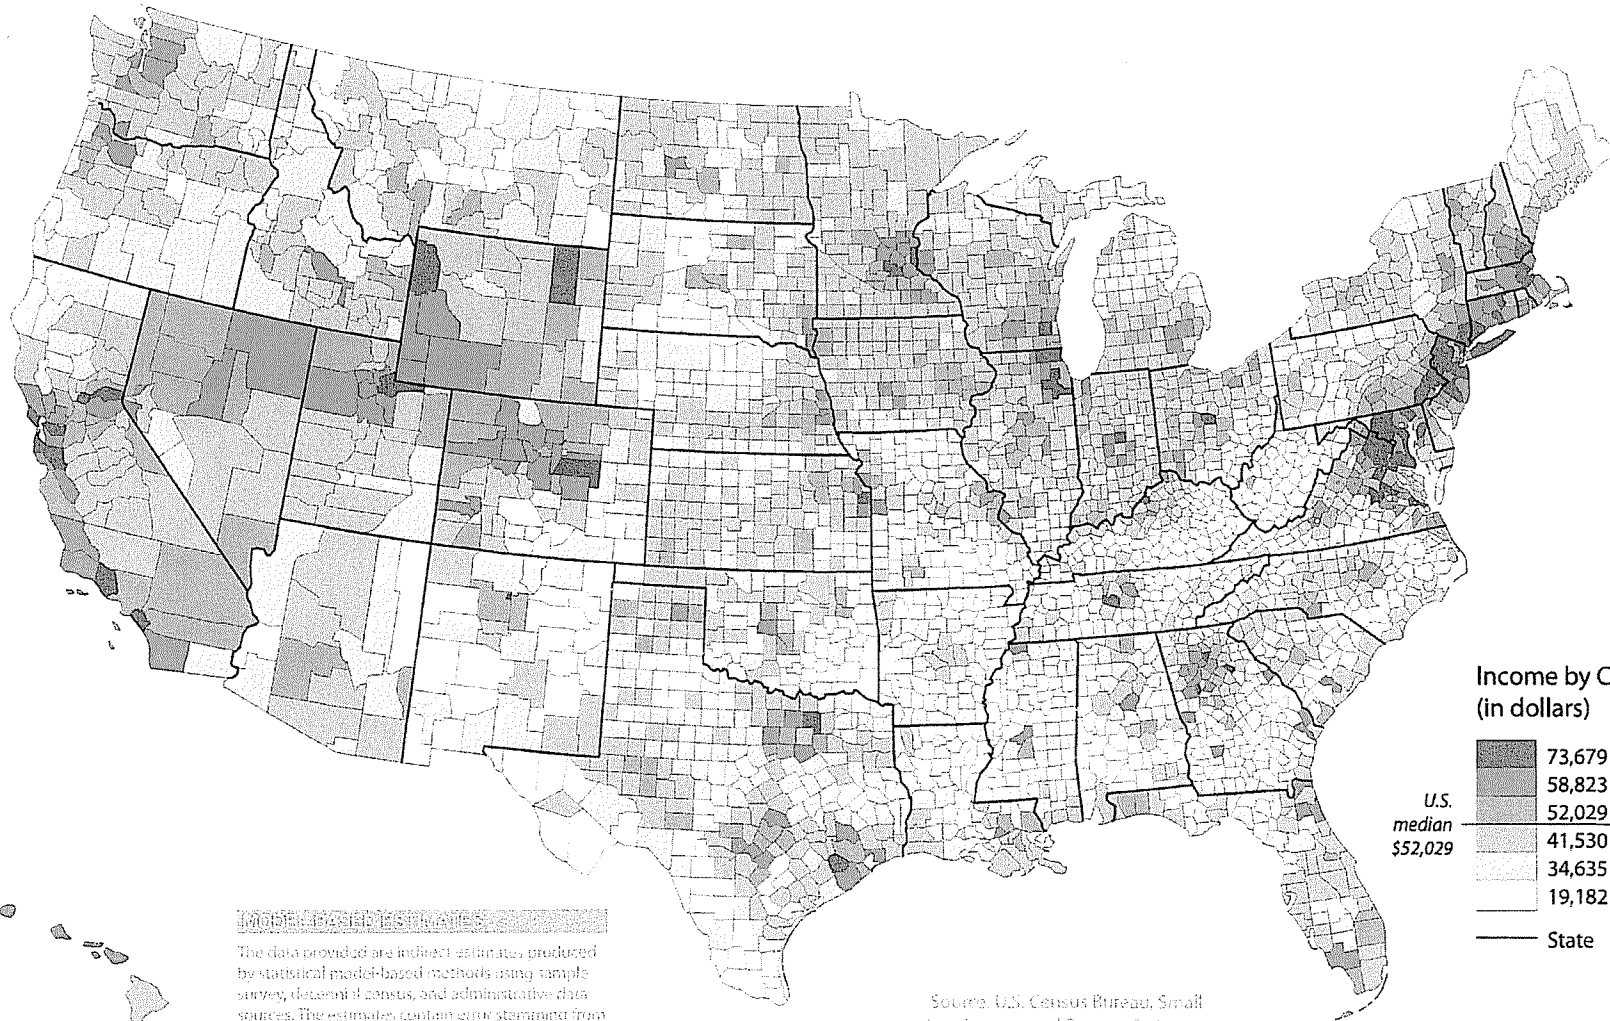 Income by C
(in dollars)
73,679
58,823
52,029
41,530
34,635
19,182
U.S.
median
$52,029
State
MODEL-BASED ESTIMATES
The data provided are indirect estimates produced
by statistical model-based methods using sample
survey, decennial census, and administrative data
sources. The estimates contain error stemming from
Source: U.S. Census Bureau, Small